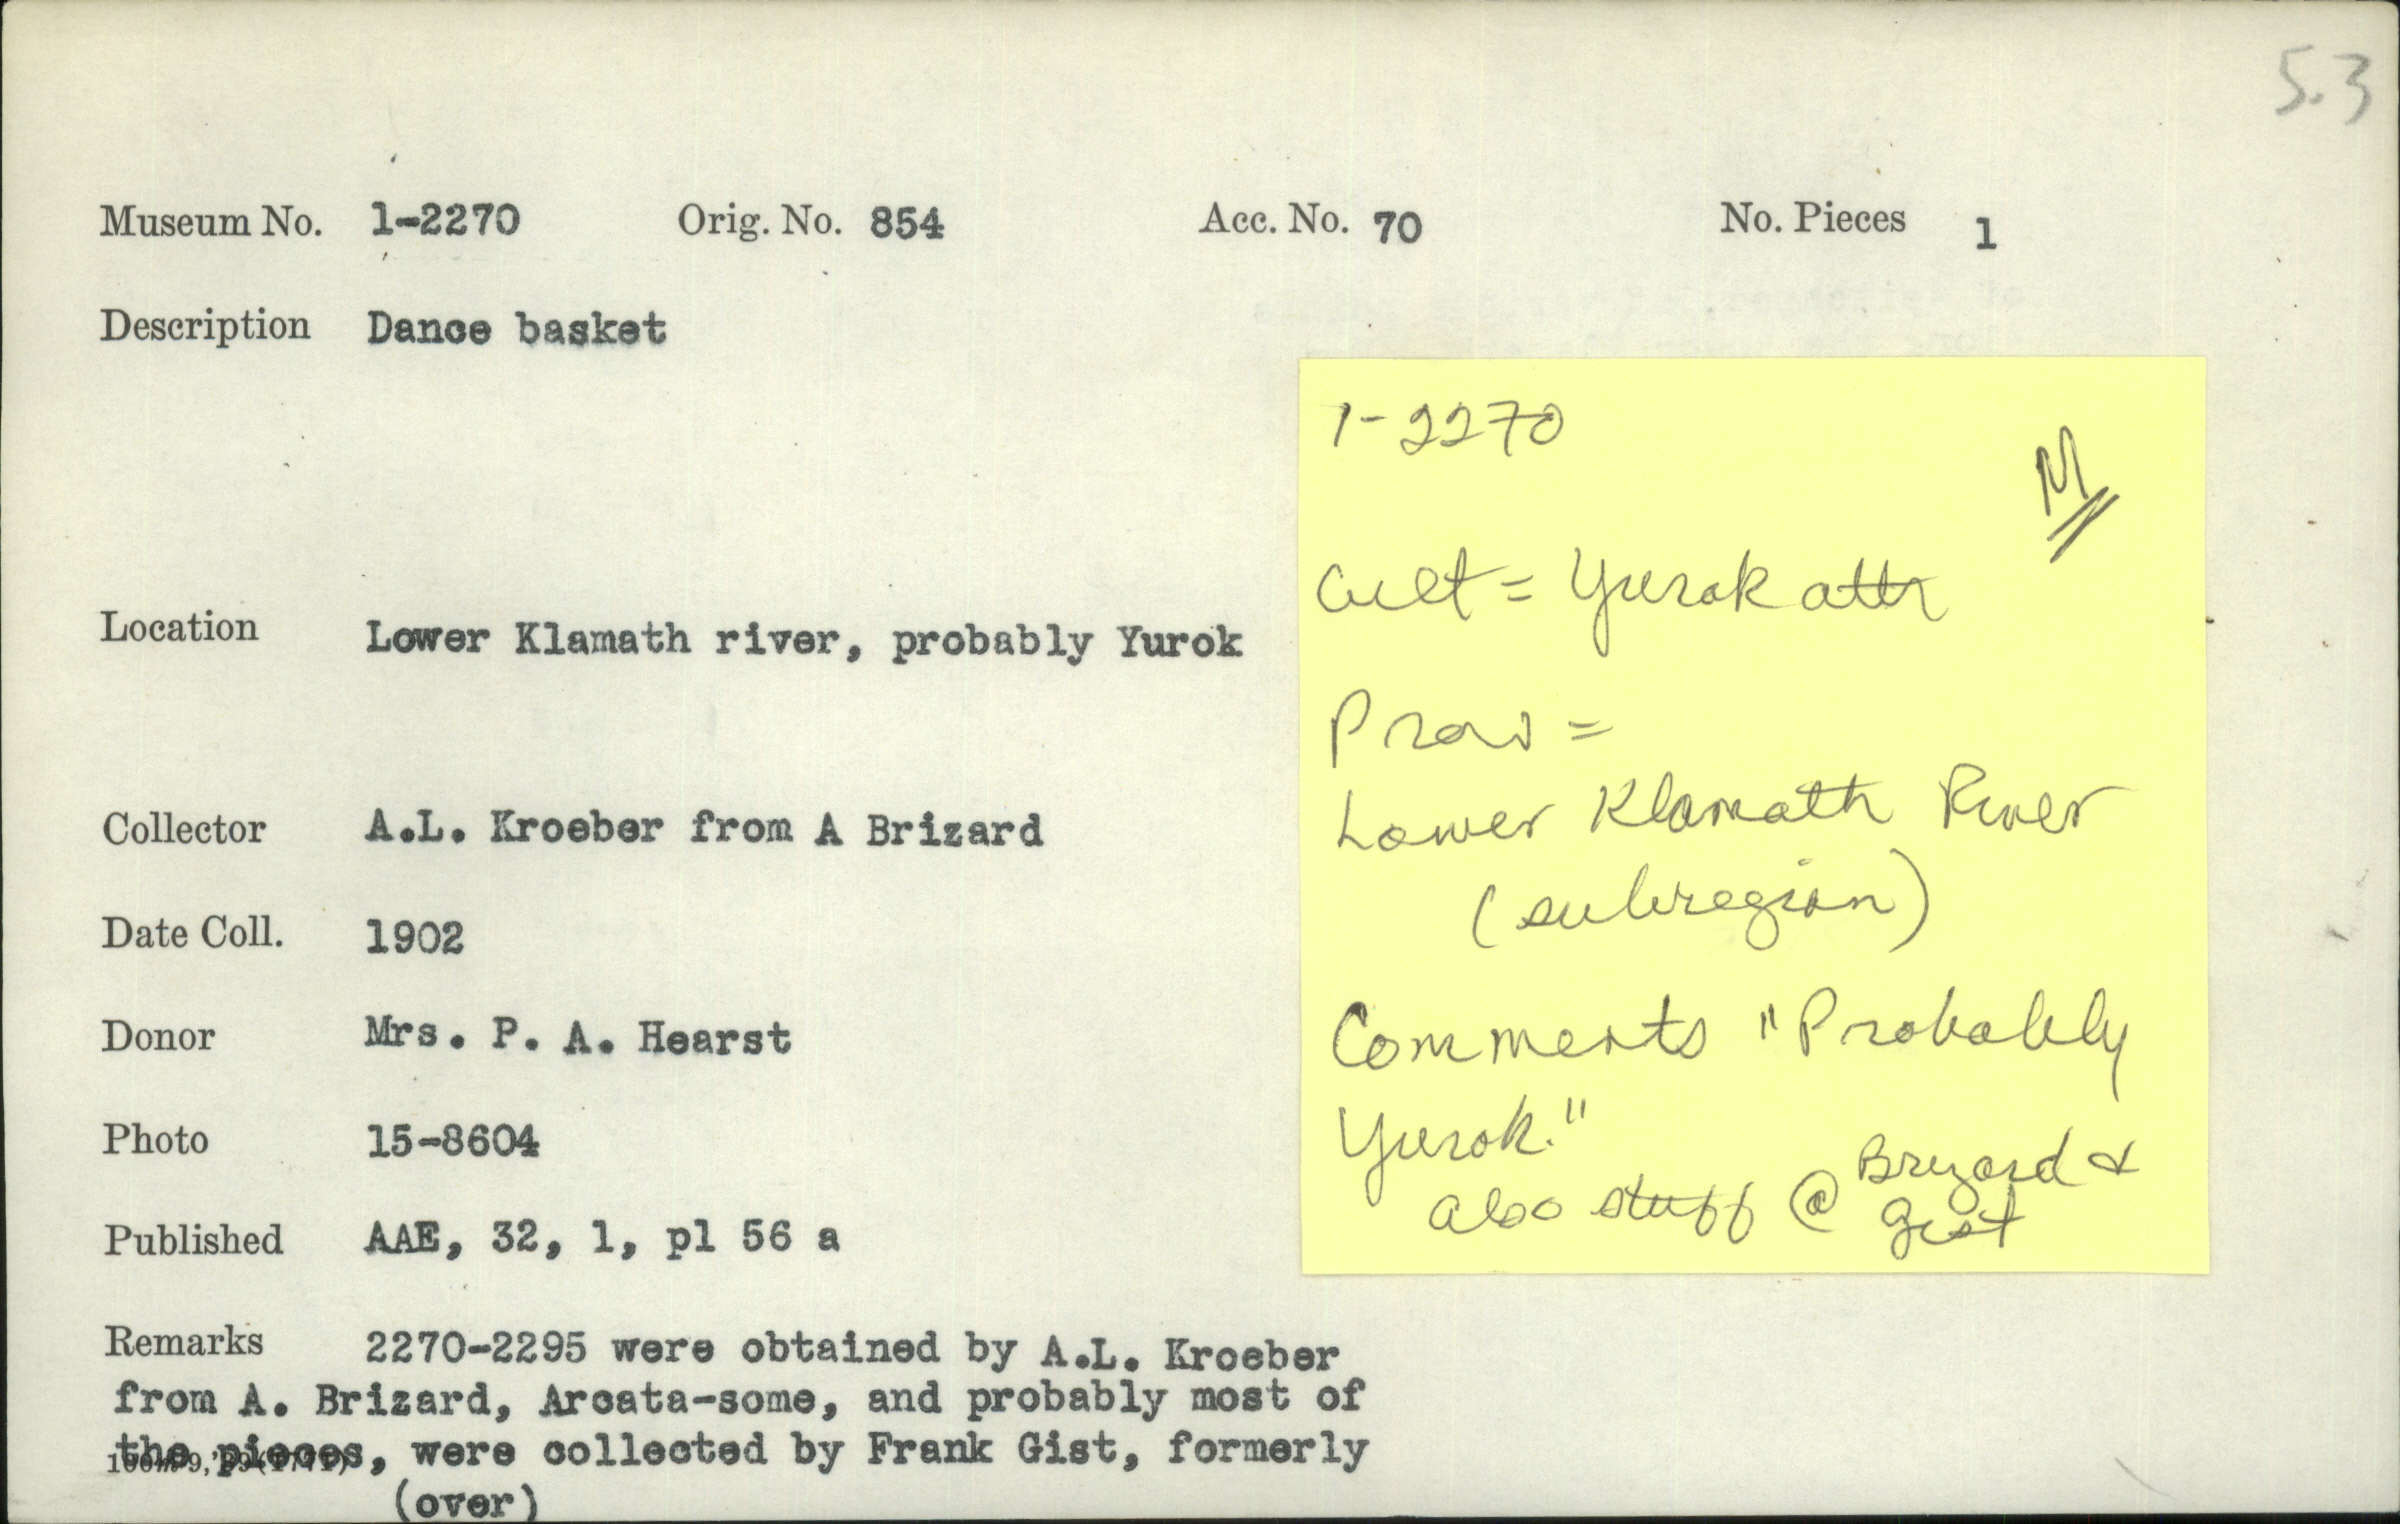 5.3
Museum No. 1-2270 Orig. No. 854 Acc. No. 70 No. Pieces 1
Description Dance basket
Location Lower Klamath river, probably Yurok
Collector A.L. Kroeber from A Brizard
Date Coll. 1902
Donor Mrs. P. A. Hearst
Photo 15-8604
Published AAE, 32, 1, pl 56 a
Remarks 2270-2295 were obtained by A.L. Kroeber
from A. Brizard, Arcata-some, and probably most of
the pieces, were collected by Frank Gist, formerly
(over)
1-2270
M
Cult = Yurok attr
Prov =
Lower Klamath River
(subregion)
Comments "Probably
Yurok."
also stuff @ Brizard &
Gist